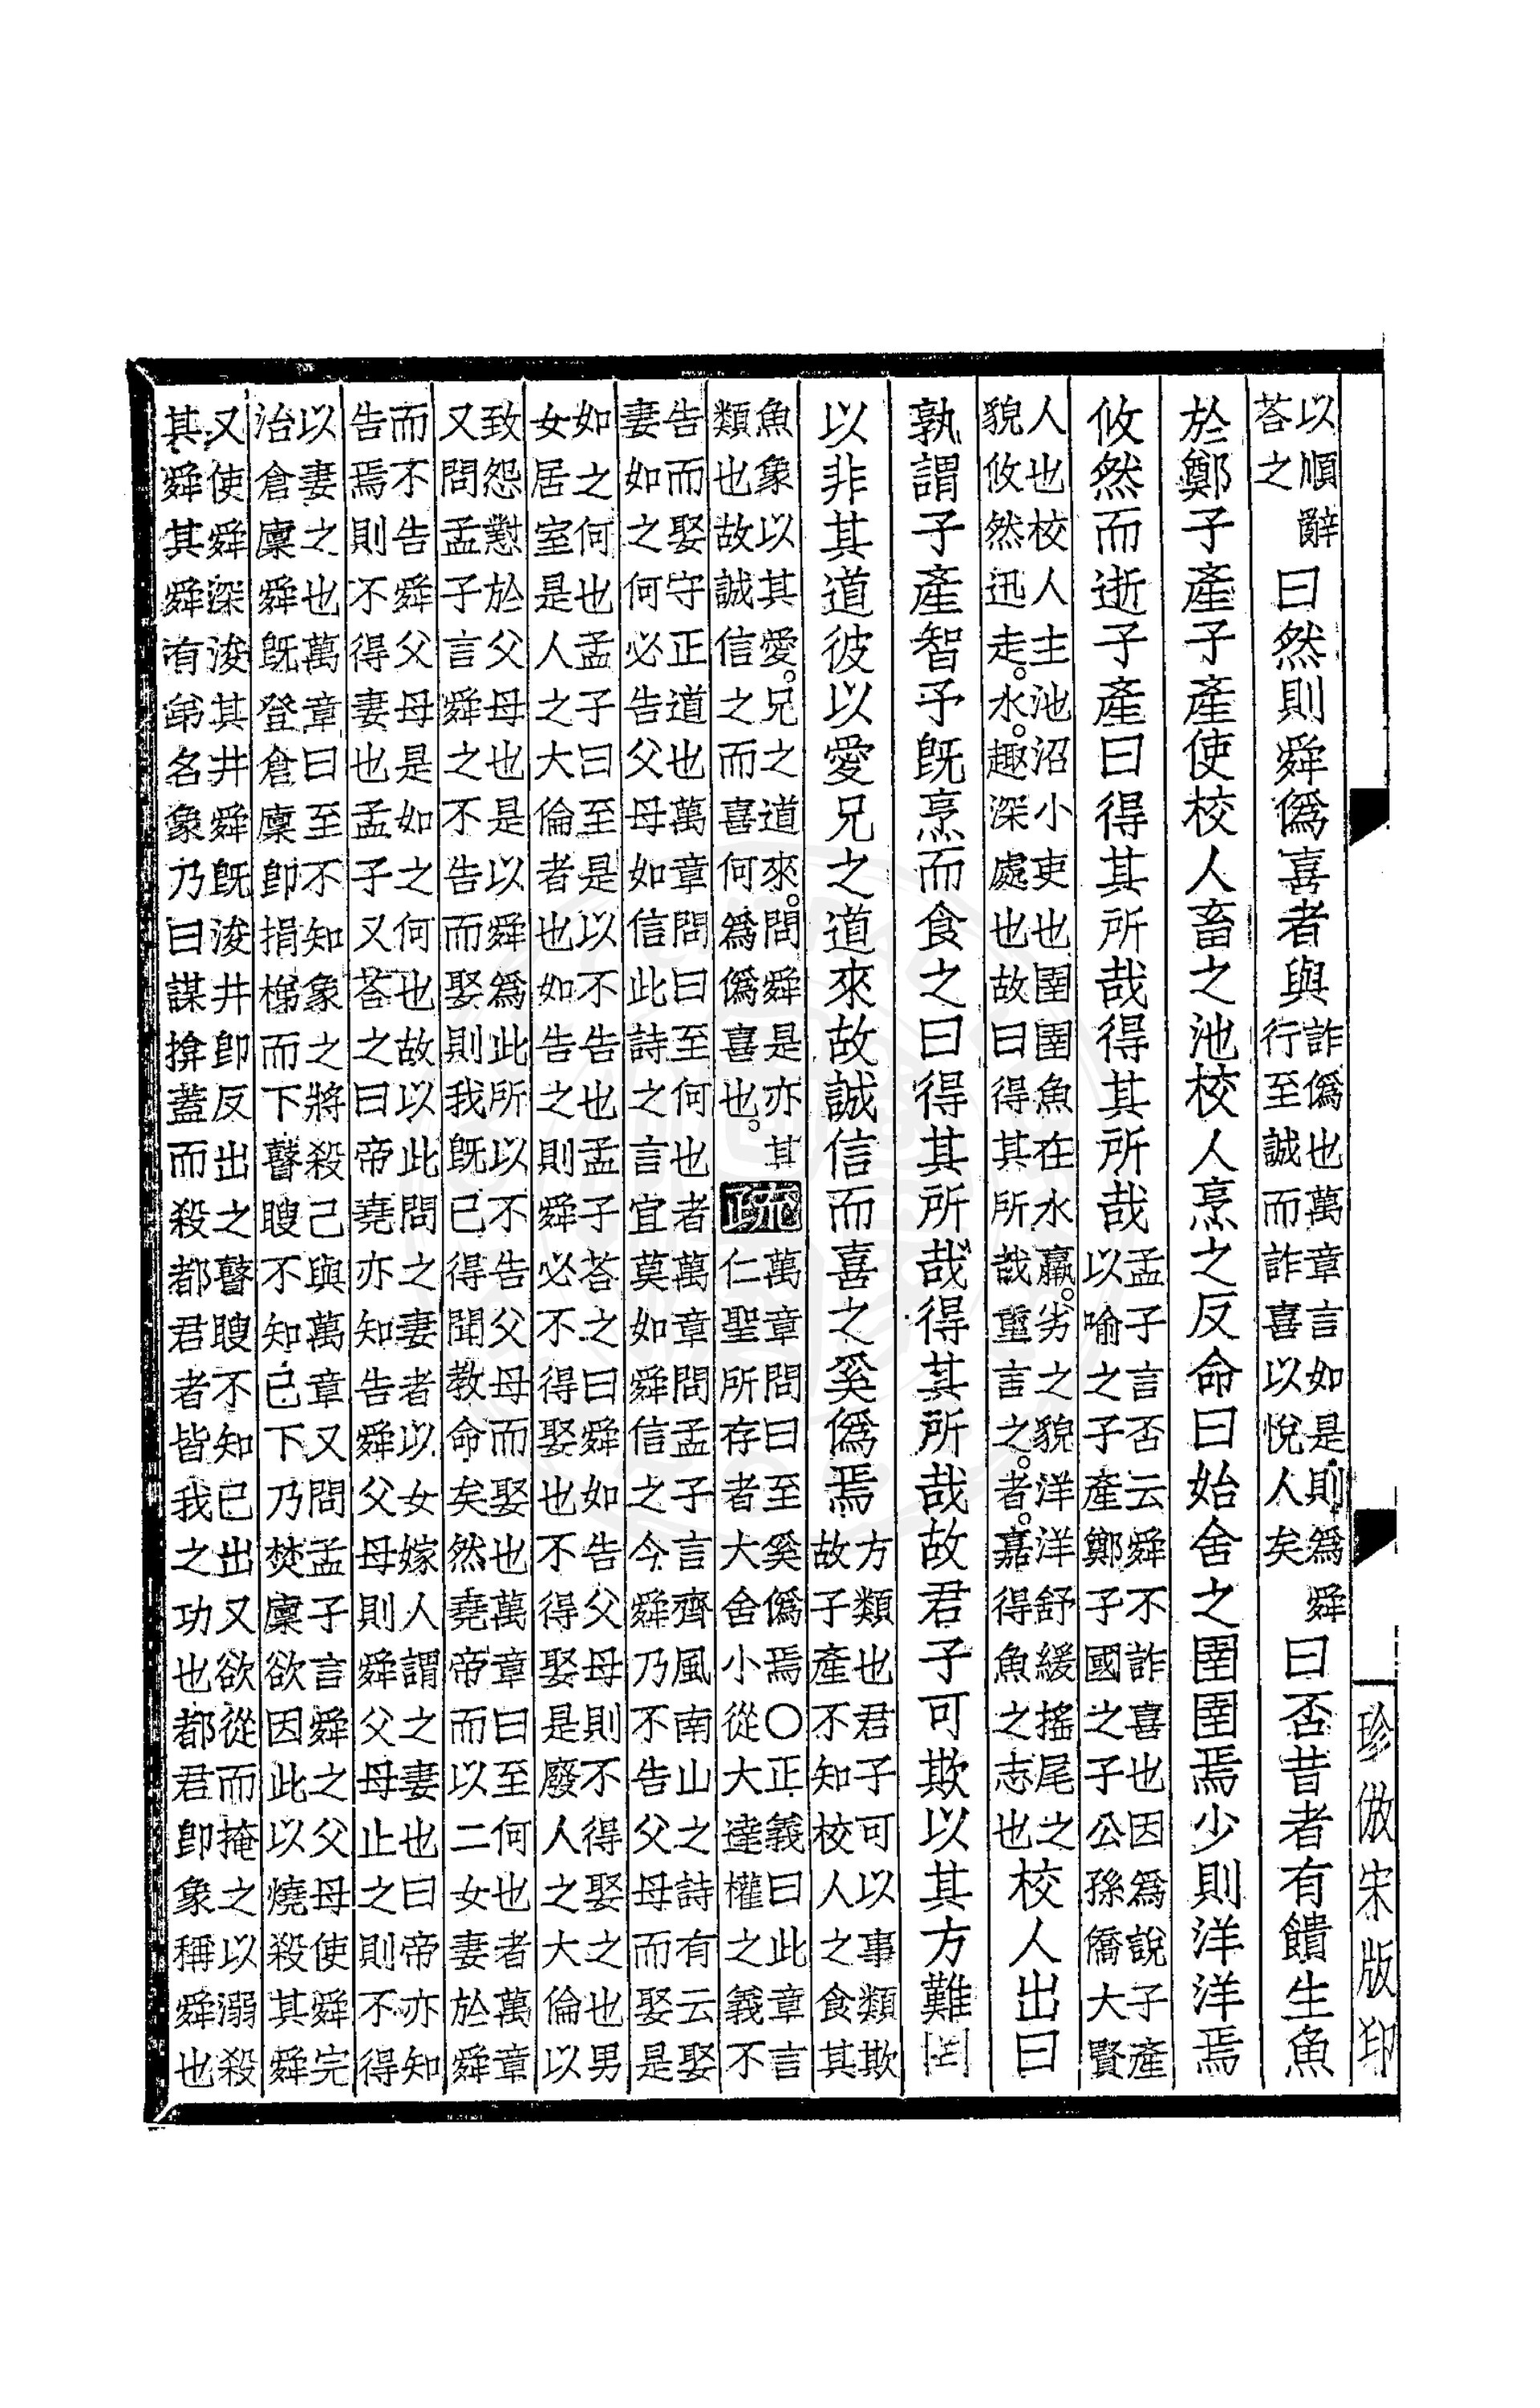 以順辭荅之曰然則舜僞喜者與詐僞也萬章言如是則爲舜行至誠而詐喜以悅人矣曰否昔者有饋生魚
於鄭子產子產使校人畜之池校人烹之反命曰始舍之圉圉焉少則洋洋焉
攸然而逝子產曰得其所哉得其所哉孟子言否云舜不詐喜也因爲說子產以喻之子產鄭子國之子公孫僑大賢
人也校人主池沼小吏也圉圉魚在水羸劣之貌洋洋舒緩搖尾之貌攸然迅走水趣深處也故曰得其所哉重言之者嘉得魚之志也校人出曰
孰謂子產智予旣烹而食之曰得其所哉得其所哉故君子可欺以其方難罔
以非其道彼以愛兄之道來故誠信而喜之奚僞焉方類也君子可以事類欺故子產不知校人之食其
魚象以其愛兄之道來問舜是亦其類也故誠信之而喜何爲僞喜也疏萬章問曰至奚僞焉○正義曰此章言仁聖所存者大舍小從大達權之義不
告而娶守正道也萬章問曰至何也者萬章問孟子言齊風南山之詩有云娶
妻如之何必告父母如信此詩之言宜莫如舜信之今舜乃不告父母而娶是
如之何也孟子曰至是以不告也孟子荅之曰舜如告父母則不得娶之也男
女居室是人之大倫者也如告之則舜必不得娶也不得娶是廢人之大倫以
致怨懟於父母也是以舜爲此所以不告父母而娶也萬章曰至何也者萬章
又問孟子言舜之不告而娶則我旣已得聞教命矣然堯帝而以二女妻於舜
而不告舜父母是如之何也故以此問之妻者以女嫁人謂之妻也曰帝亦知
告焉則不得妻也孟子又荅之曰帝堯亦知告舜父母則舜父母止之則不得
以妻之也萬章曰至不知象之將殺己與萬章又問孟子言舜之父母使舜完
治倉廩舜旣登倉廩卽捐梯而下瞽瞍不知已下乃焚廩欲因此以燒殺其舜
又使舜深浚其井舜旣浚井卽反出之瞽瞍不知已出又欲從而掩之以溺殺
其舜其舜有弟名象乃曰謀揜蓋而殺都君者皆我之功也都君卽象稱舜也
珍倣宋版印